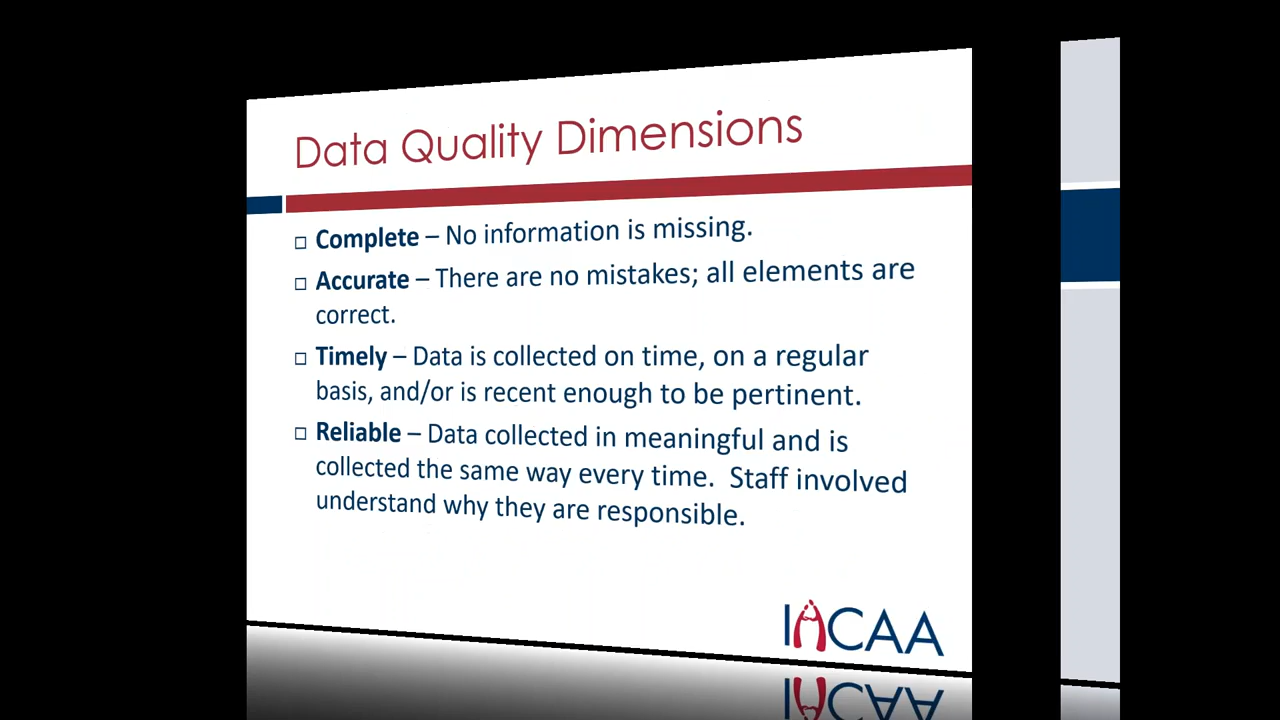 Data Quality Dimensions
Complete – No information is missing.
Accurate – There are no mistakes; all elements are
correct.
Timely – Data is collected on time, on a regular
basis, and/or is recent enough to be pertinent.
Reliable – Data collected in meaningful and is
collected the same way every time. Staff involved
understand why they are responsible.
IACAA